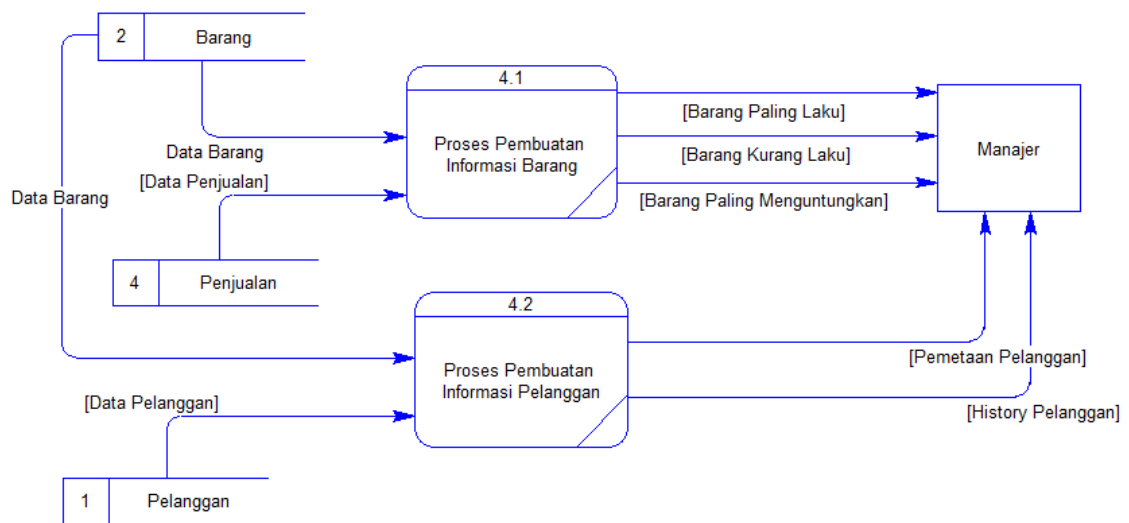 2 Barang
4.1
[Barang Paling Laku]
Proses Pembuatan
Informasi Barang
Manajer
Data Barang
[Barang Kurang Laku]
[Data Penjualan]
Data Barang
[Barang Paling Menguntungkan]
4 Penjualan
4.2
[Pemetaan Pelanggan]
Proses Pembuatan
Informasi Pelanggan
[Data Pelanggan]
[History Pelanggan]
1 Pelanggan